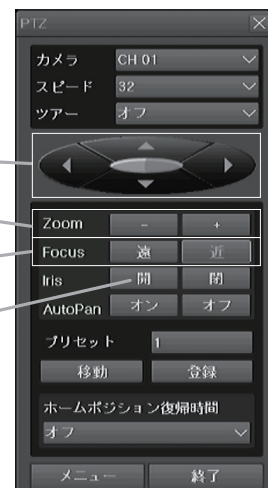 PTZ
カメラ CH 01
スピード 32
ツアー オフ
Zoom - +
Focus 遠 近
Iris 開 閉
AutoPan オン オフ
プリセット 1
移動 登録
ホームポジション復帰時間
オフ
メニュー 終了